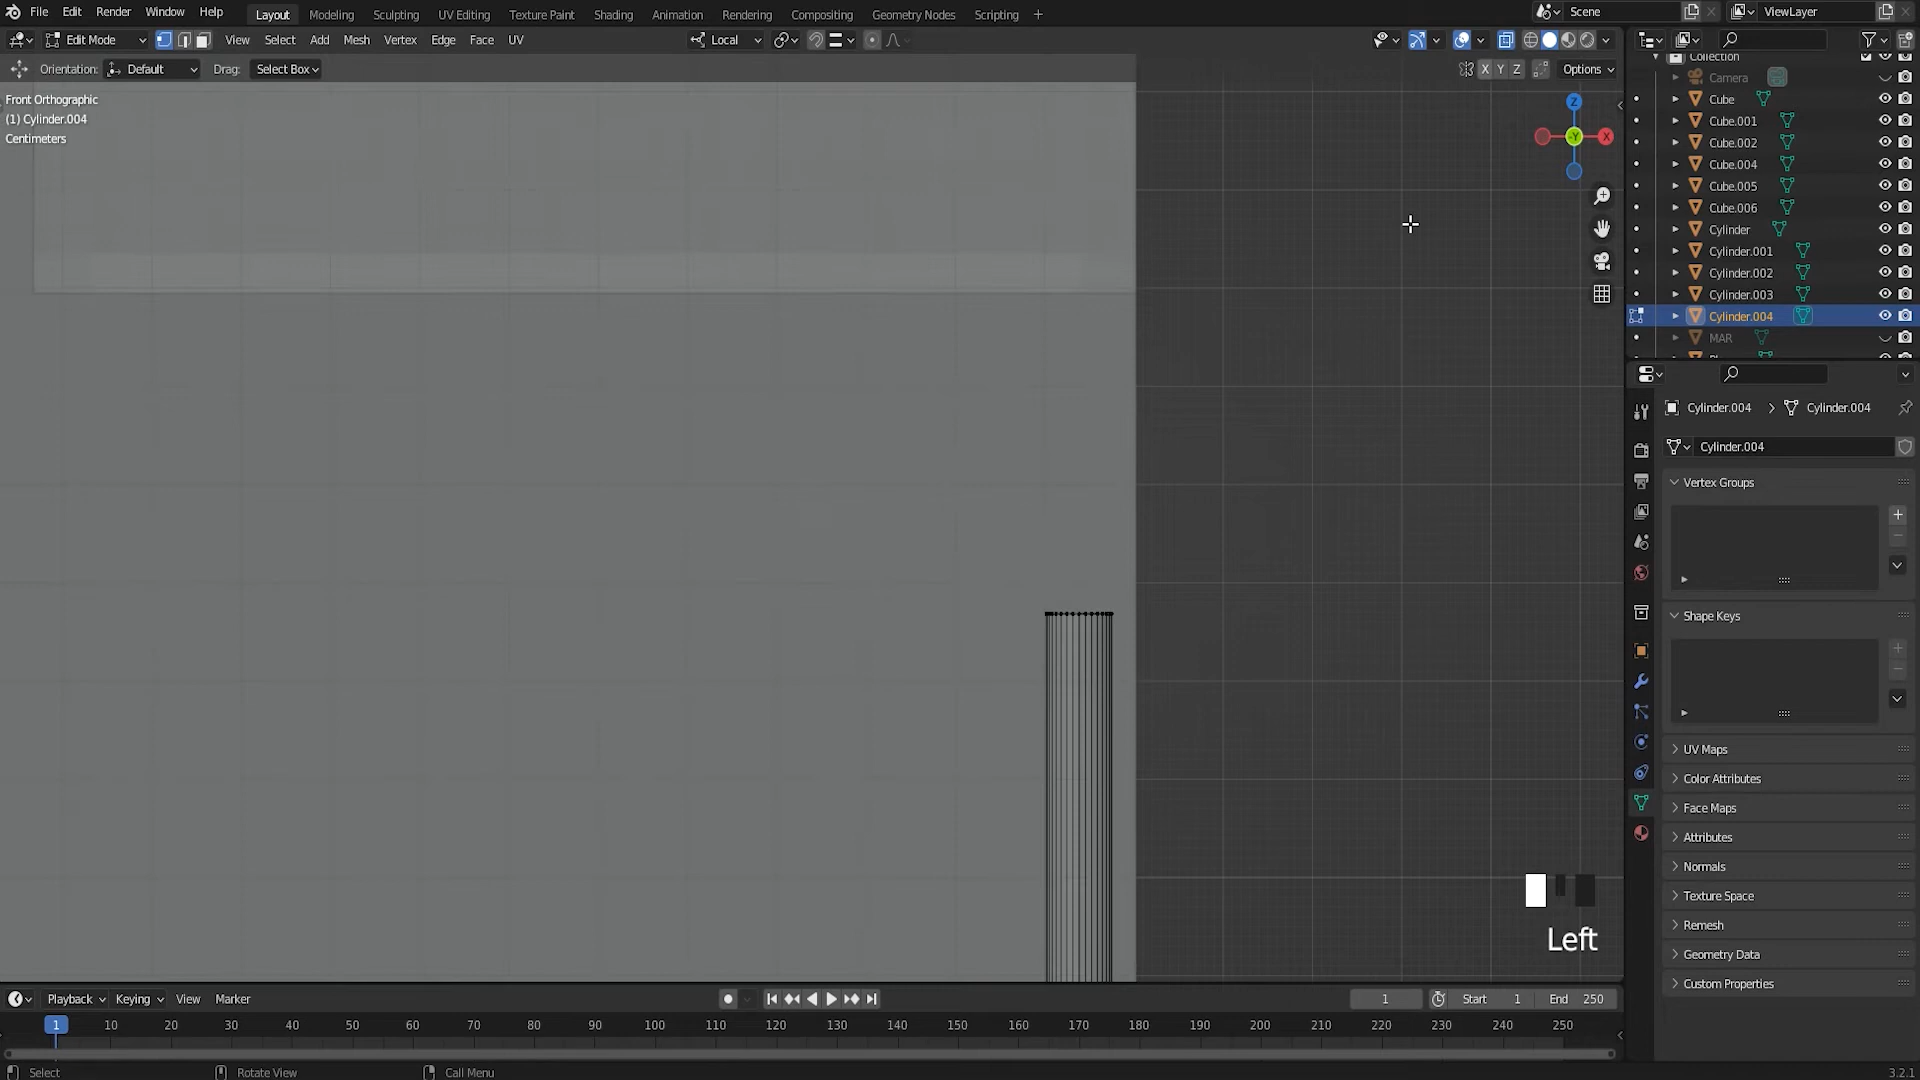 File Edit Render Window Help Layout Modeling Sculpting UV Editing Texture Paint Shading Animation Rendering Compositing Geometry Nodes Scripting + Scene ViewLayer
Edit Mode View Select Add Mesh Vertex Edge Face UV Local
Orientation: Default Drag: Select Box X Y Z Options
Front Orthographic
(1) Cylinder.004
Centimeters
Z
-Y
X
Collection
Camera
Cube
Cube.001
Cube.002
Cube.004
Cube.005
Cube.006
Cylinder
Cylinder.001
Cylinder.002
Cylinder.003
Cylinder.004
MAR
Cylinder.004 > Cylinder.004
Cylinder.004
Vertex Groups
Shape Keys
UV Maps
Color Attributes
Face Maps
Attributes
Normals
Texture Space
Remesh
Geometry Data
Custom Properties
Left
Playback Keying View Marker 1 Start 1 End 250
1 10 20 30 40 50 60 70 80 90 100 110 120 130 140 150 160 170 180 190 200 210 220 230 240 250
Select Rotate View Call Menu 3.2.1